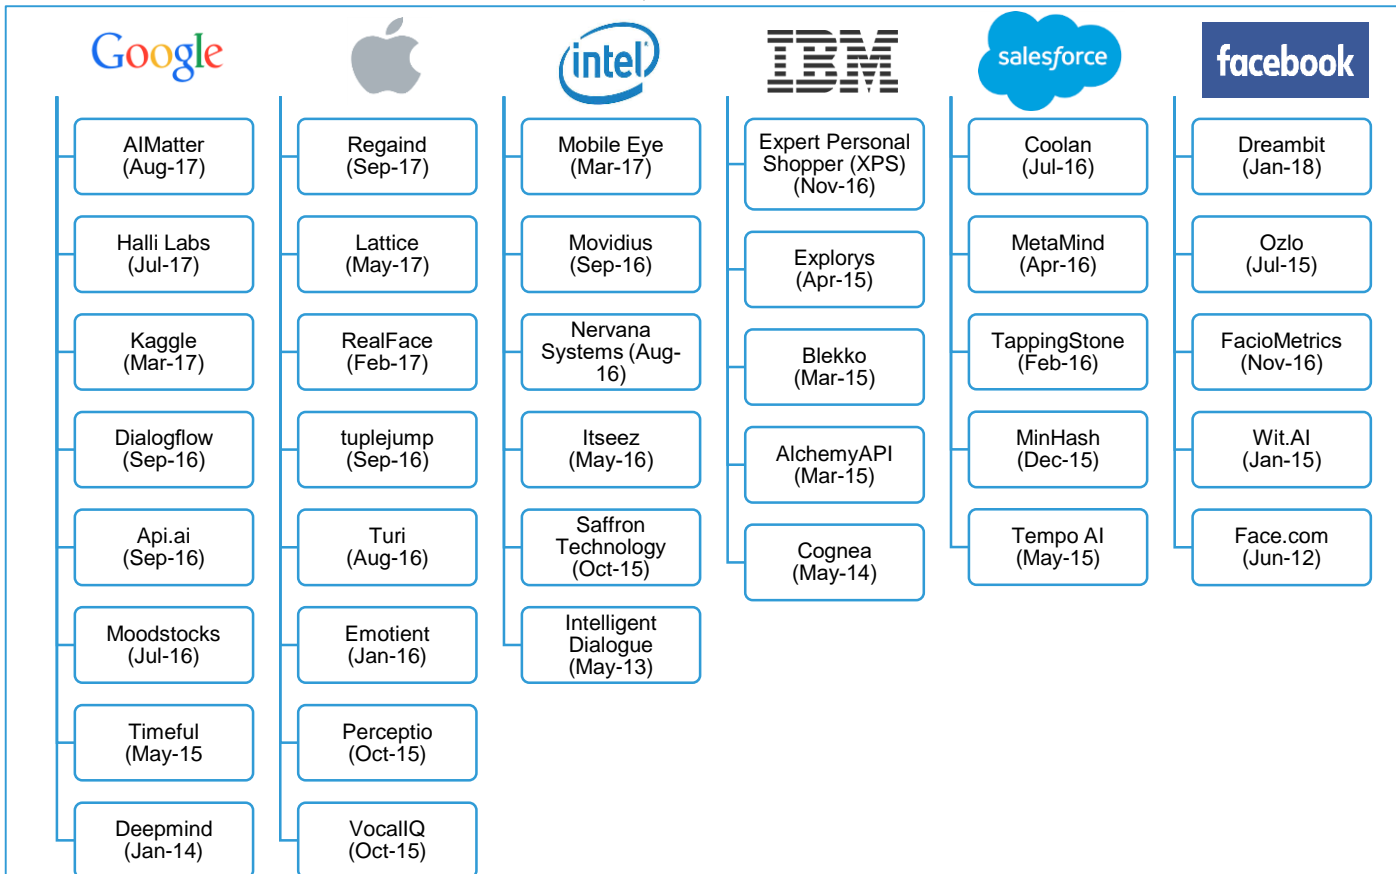 Google
intel
IBM
salesforce
facebook
AIMatter
(Aug-17)
Halli Labs
(Jul-17)
Kaggle
(Mar-17)
Dialogflow
(Sep-16)
Api.ai
(Sep-16)
Moodstocks
(Jul-16)
Timeful
(May-15
Deepmind
(Jan-14)
Regaind
(Sep-17)
Lattice
(May-17)
RealFace
(Feb-17)
tuplejump
(Sep-16)
Turi
(Aug-16)
Emotient
(Jan-16)
Perceptio
(Oct-15)
VocalIQ
(Oct-15)
Mobile Eye
(Mar-17)
Movidius
(Sep-16)
Nervana
Systems (Aug-
16)
Itseez
(May-16)
Saffron
Technology
(Oct-15)
Intelligent
Dialogue
(May-13)
Expert Personal
Shopper (XPS)
(Nov-16)
Explorys
(Apr-15)
Blekko
(Mar-15)
AlchemyAPI
(Mar-15)
Cognea
(May-14)
Coolan
(Jul-16)
MetaMind
(Apr-16)
TappingStone
(Feb-16)
MinHash
(Dec-15)
Tempo AI
(May-15)
Dreambit
(Jan-18)
Ozlo
(Jul-15)
FacioMetrics
(Nov-16)
Wit.AI
(Jan-15)
Face.com
(Jun-12)